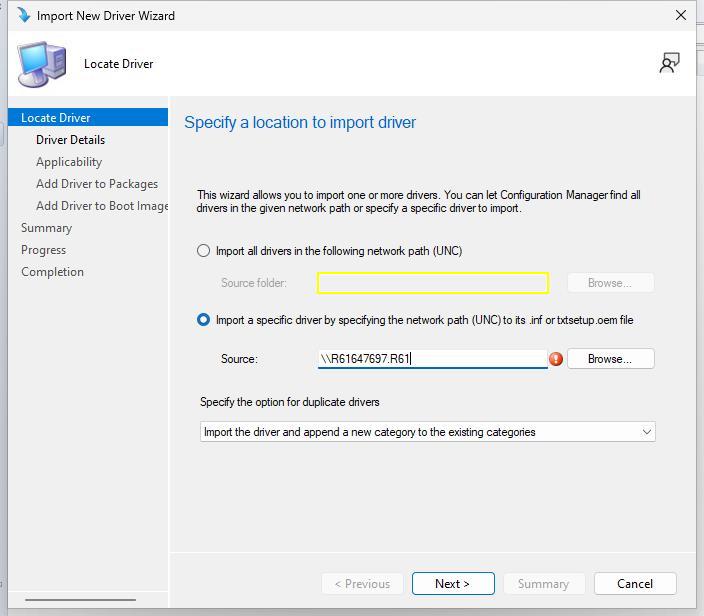 Import New Driver Wizard
Locate Driver
Locate Driver
Driver Details
Applicability
Add Driver to Packages
Add Driver to Boot Image
Summary
Progress
Completion
Specify a location to import driver
This wizard allows you to import one or more drivers. You can let Configuration Manager find all
drivers in the given network path or specify a specific driver to import.
Import all drivers in the following network path (UNC)
Source folder:
Browse...
Import a specific driver by specifying the network path (UNC) to its .inf or txtsetup.oem file
Source:
\\R61647697.R61
Browse...
Specify the option for duplicate drivers
Import the driver and append a new category to the existing categories
< Previous
Next >
Summary
Cancel